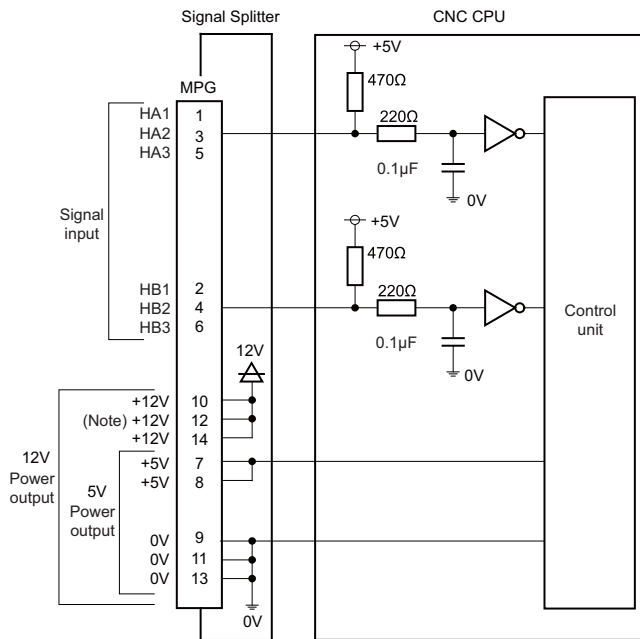 Signal Splitter
CNC CPU
MPG
HA1 1
HA2 3
HA3 5
Signal
input
HB1 2
HB2 4
HB3 6
+5V
470Ω
220Ω
0.1μF
0V
+5V
470Ω
220Ω
0.1μF
0V
Control
unit
12V
+12V 10
(Note) +12V 12
+12V 14
+5V 7
+5V 8
12V
Power
output
5V
Power
output
0V 9
0V 11
0V 13
0V